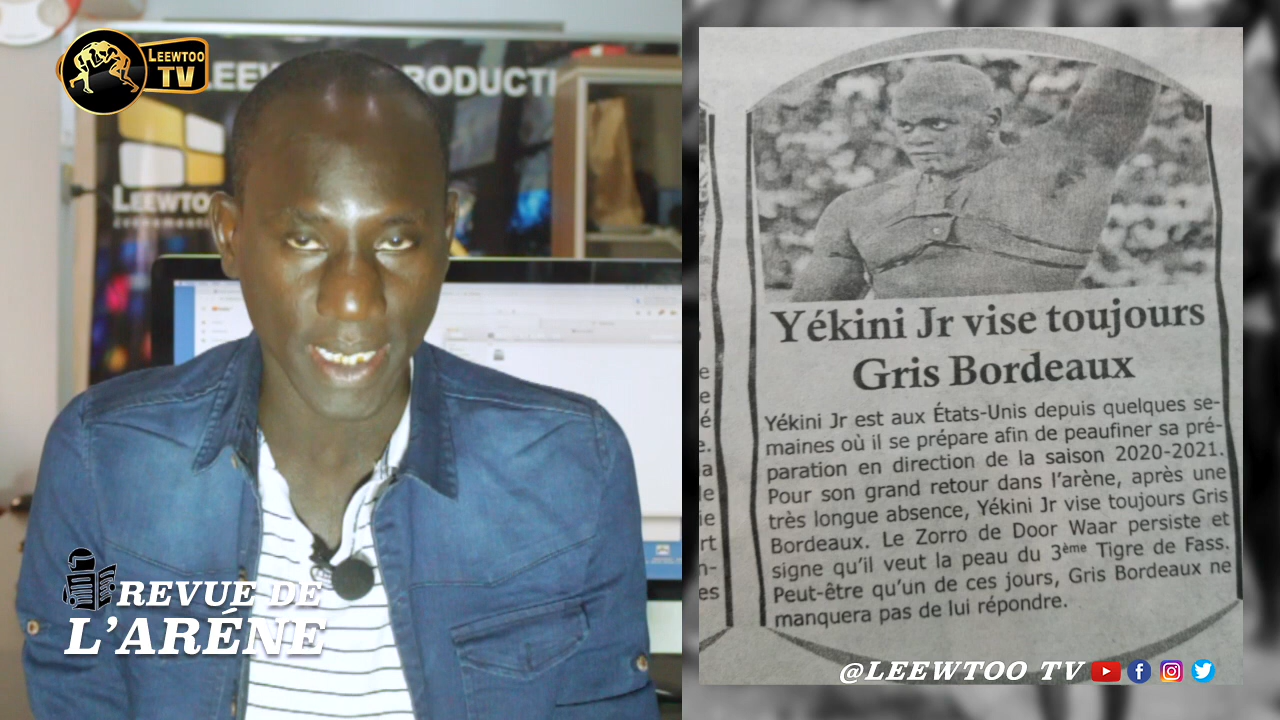 LEEWTOO
TV
LEEW
PRODUCTI
LEEWTOO
REVUE DE
L'ARÉNE
Yékini Jr vise toujours
Gris Bordeaux
Yékini Jr est aux États-Unis depuis quelques se-
maines où il se prépare afin de peaufiner sa pré-
paration en direction de la saison 2020-2021.
Pour son grand retour dans l'arène, après une
très longue absence, Yékini Jr vise toujours Gris
Bordeaux. Le Zorro de Door Waar persiste et
signe qu'il veut la peau du 3ème Tigre de Fass.
Peut-être qu'un de ces jours, Gris Bordeaux ne
manquera pas de lui répondre.
@LEEWTOO TV